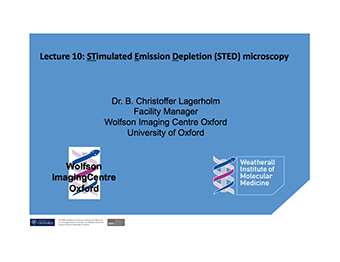 Lecture 10: STimulated Emission Depletion (STED) microscopy
Dr. B. Christoffer Lagerholm
Facility Manager
Wolfson Imaging Centre Oxford
University of Oxford
Wolfson
ImagingCentre
Oxford
Weatherall
Institute of
Molecular
Medicine